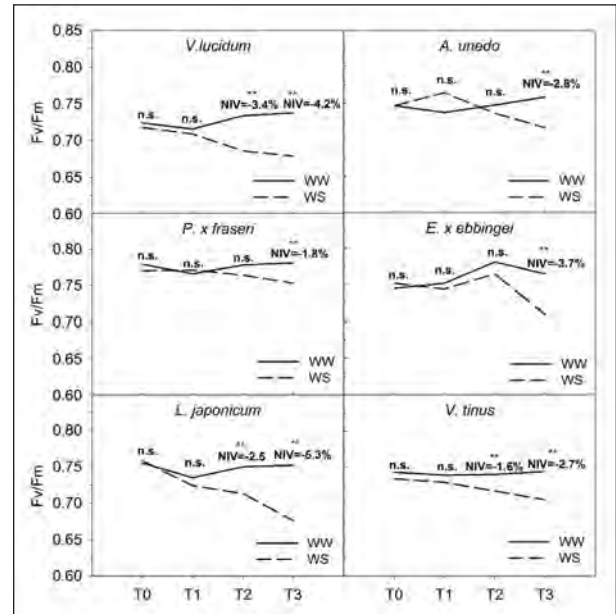 0.85
V.lucidum
A. unedo
0.80
** **
n.s. n.s. NIV=-3.4% NIV=-4.2%
n.s. n.s. n.s. ** NIV=-2.8%
0.75
Fv/Fm
0.70
0.65
WW
WS
WW
WS
0.60
P. x fraseri
E. x ebbingei
0.80
n.s. n.s. n.s. ** NIV=-1.8%
n.s. n.s. n.s. ** NIV=-3.7%
0.75
Fv/Fm
0.70
0.65
WW
WS
WW
WS
0.60
L. japonicum
V. tinus
0.80
n.s. n.s. NIV=-2.5 NIV=-5.3%
** **
n.s. n.s. NIV=-1.6% NIV=-2.7%
0.75
Fv/Fm
0.70
0.65
WW
WS
WW
WS
0.60
T0 T1 T2 T3 T0 T1 T2 T3